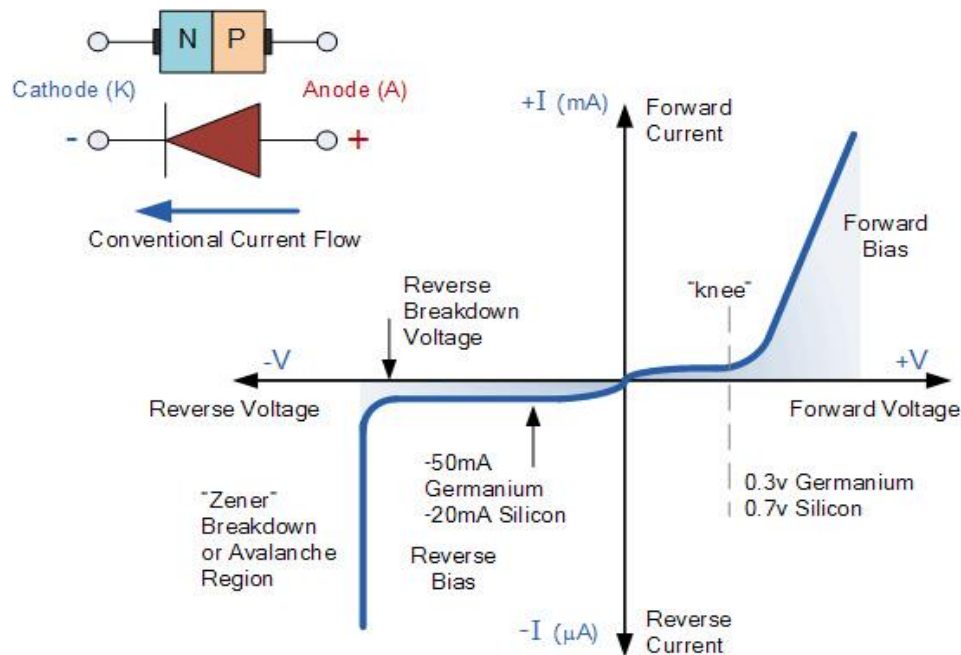 N P
Cathode (K)
Anode (A)
- +
Conventional Current Flow
+I (mA)
Forward
Current
Forward
Bias
"knee"
Reverse
Breakdown
Voltage
-V
+V
Reverse Voltage
Forward Voltage
-50mA
Germanium
-20mA Silicon
0.3v Germanium
0.7v Silicon
"Zener"
Breakdown
or Avalanche
Region
Reverse
Bias
-I (µA)
Reverse
Current